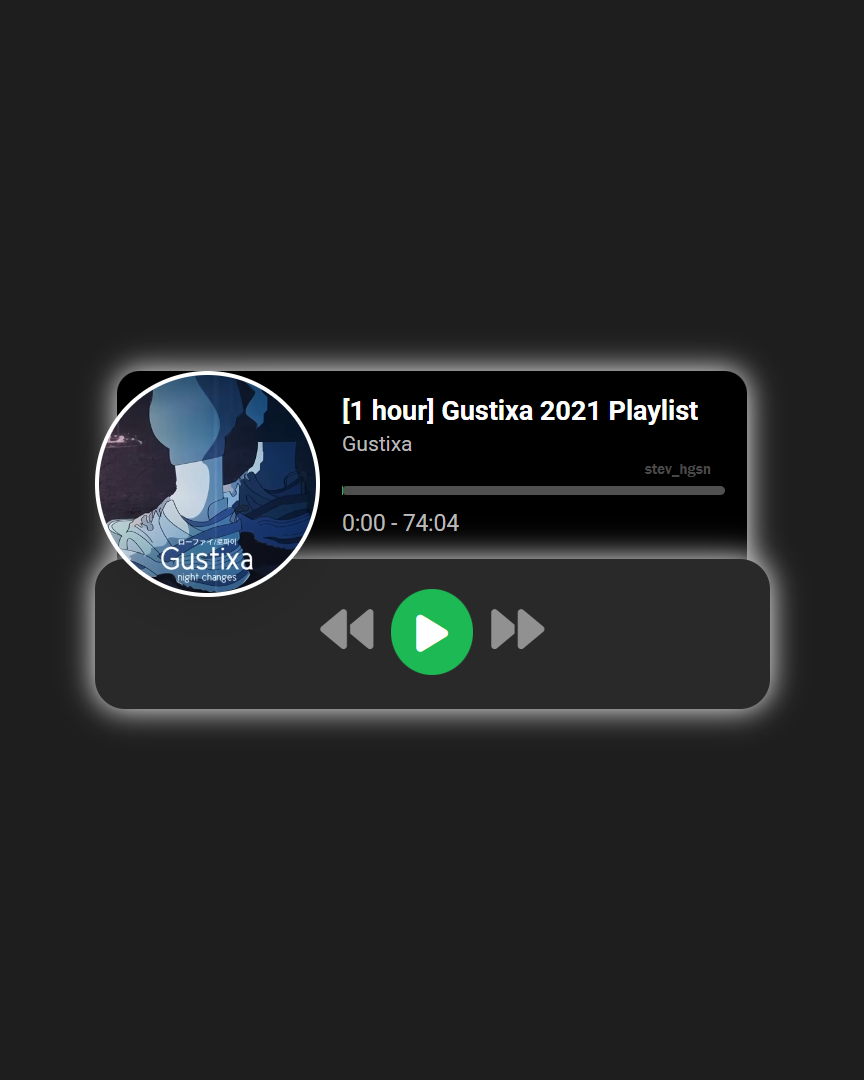 [1 hour] Gustixa 2021 Playlist
Gustixa
stev_hgsn
0:00 - 74:04
ローファイ/로파이
Gustixa
night changes